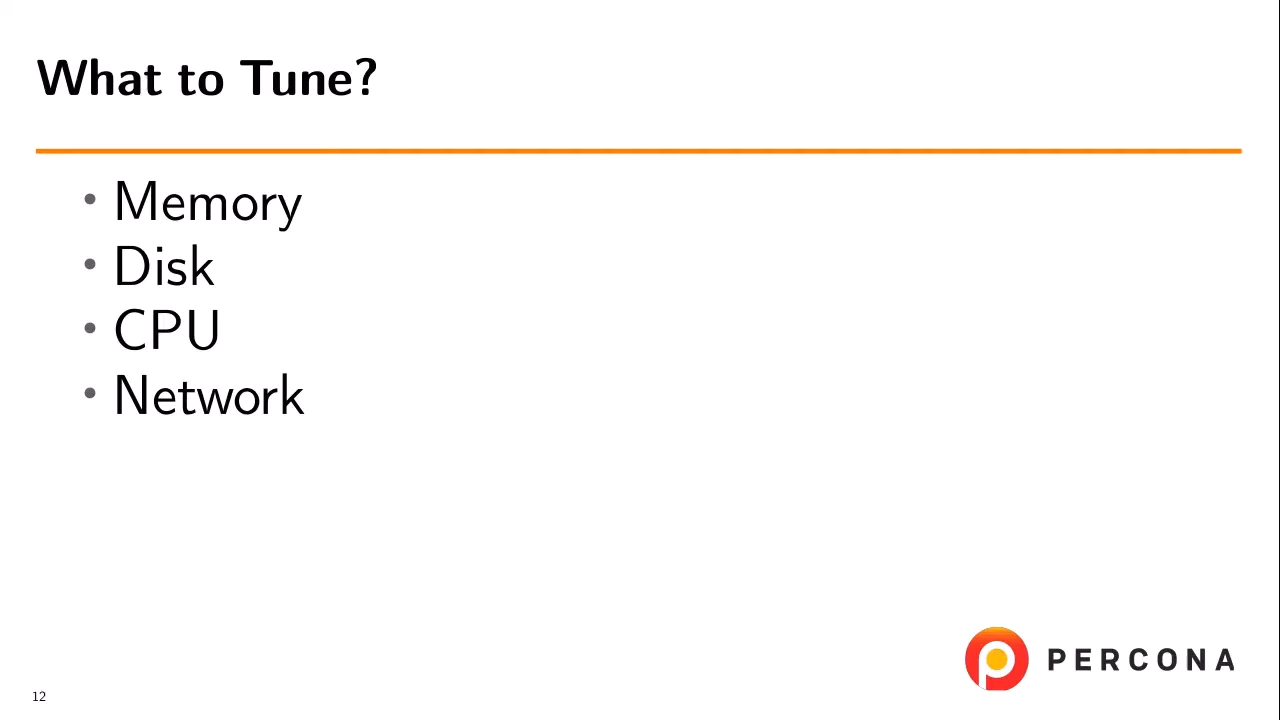 What to Tune?
• Memory
• Disk
• CPU
• Network
PERCONA
12